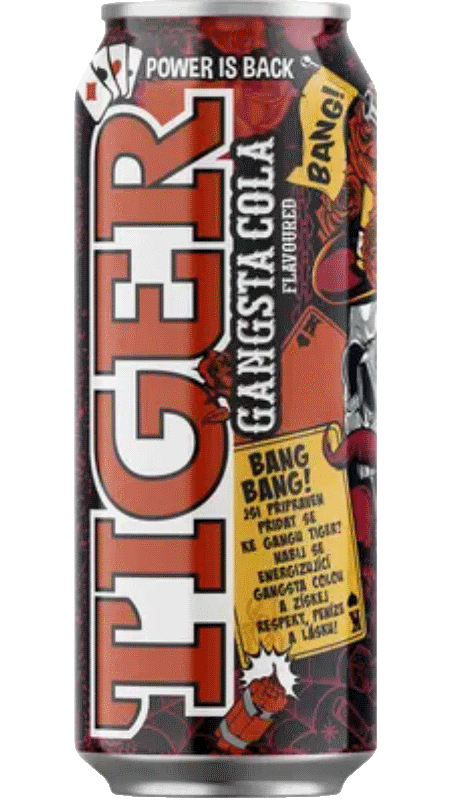 POWER IS BACK
TIGER
GANGSTA COLA
FLAVOURED
BANG!
K
BANG
BANG!
JSI PŘIPRAVEN
PŘIDAT SE
KE GANGU TIGER?
NABIJ SE
ENERGIZUJÍCÍ
GANGSTA COLOU
A ZÍSKEJ
RESPEKT, PENÍZE
A LÁSKU!
K